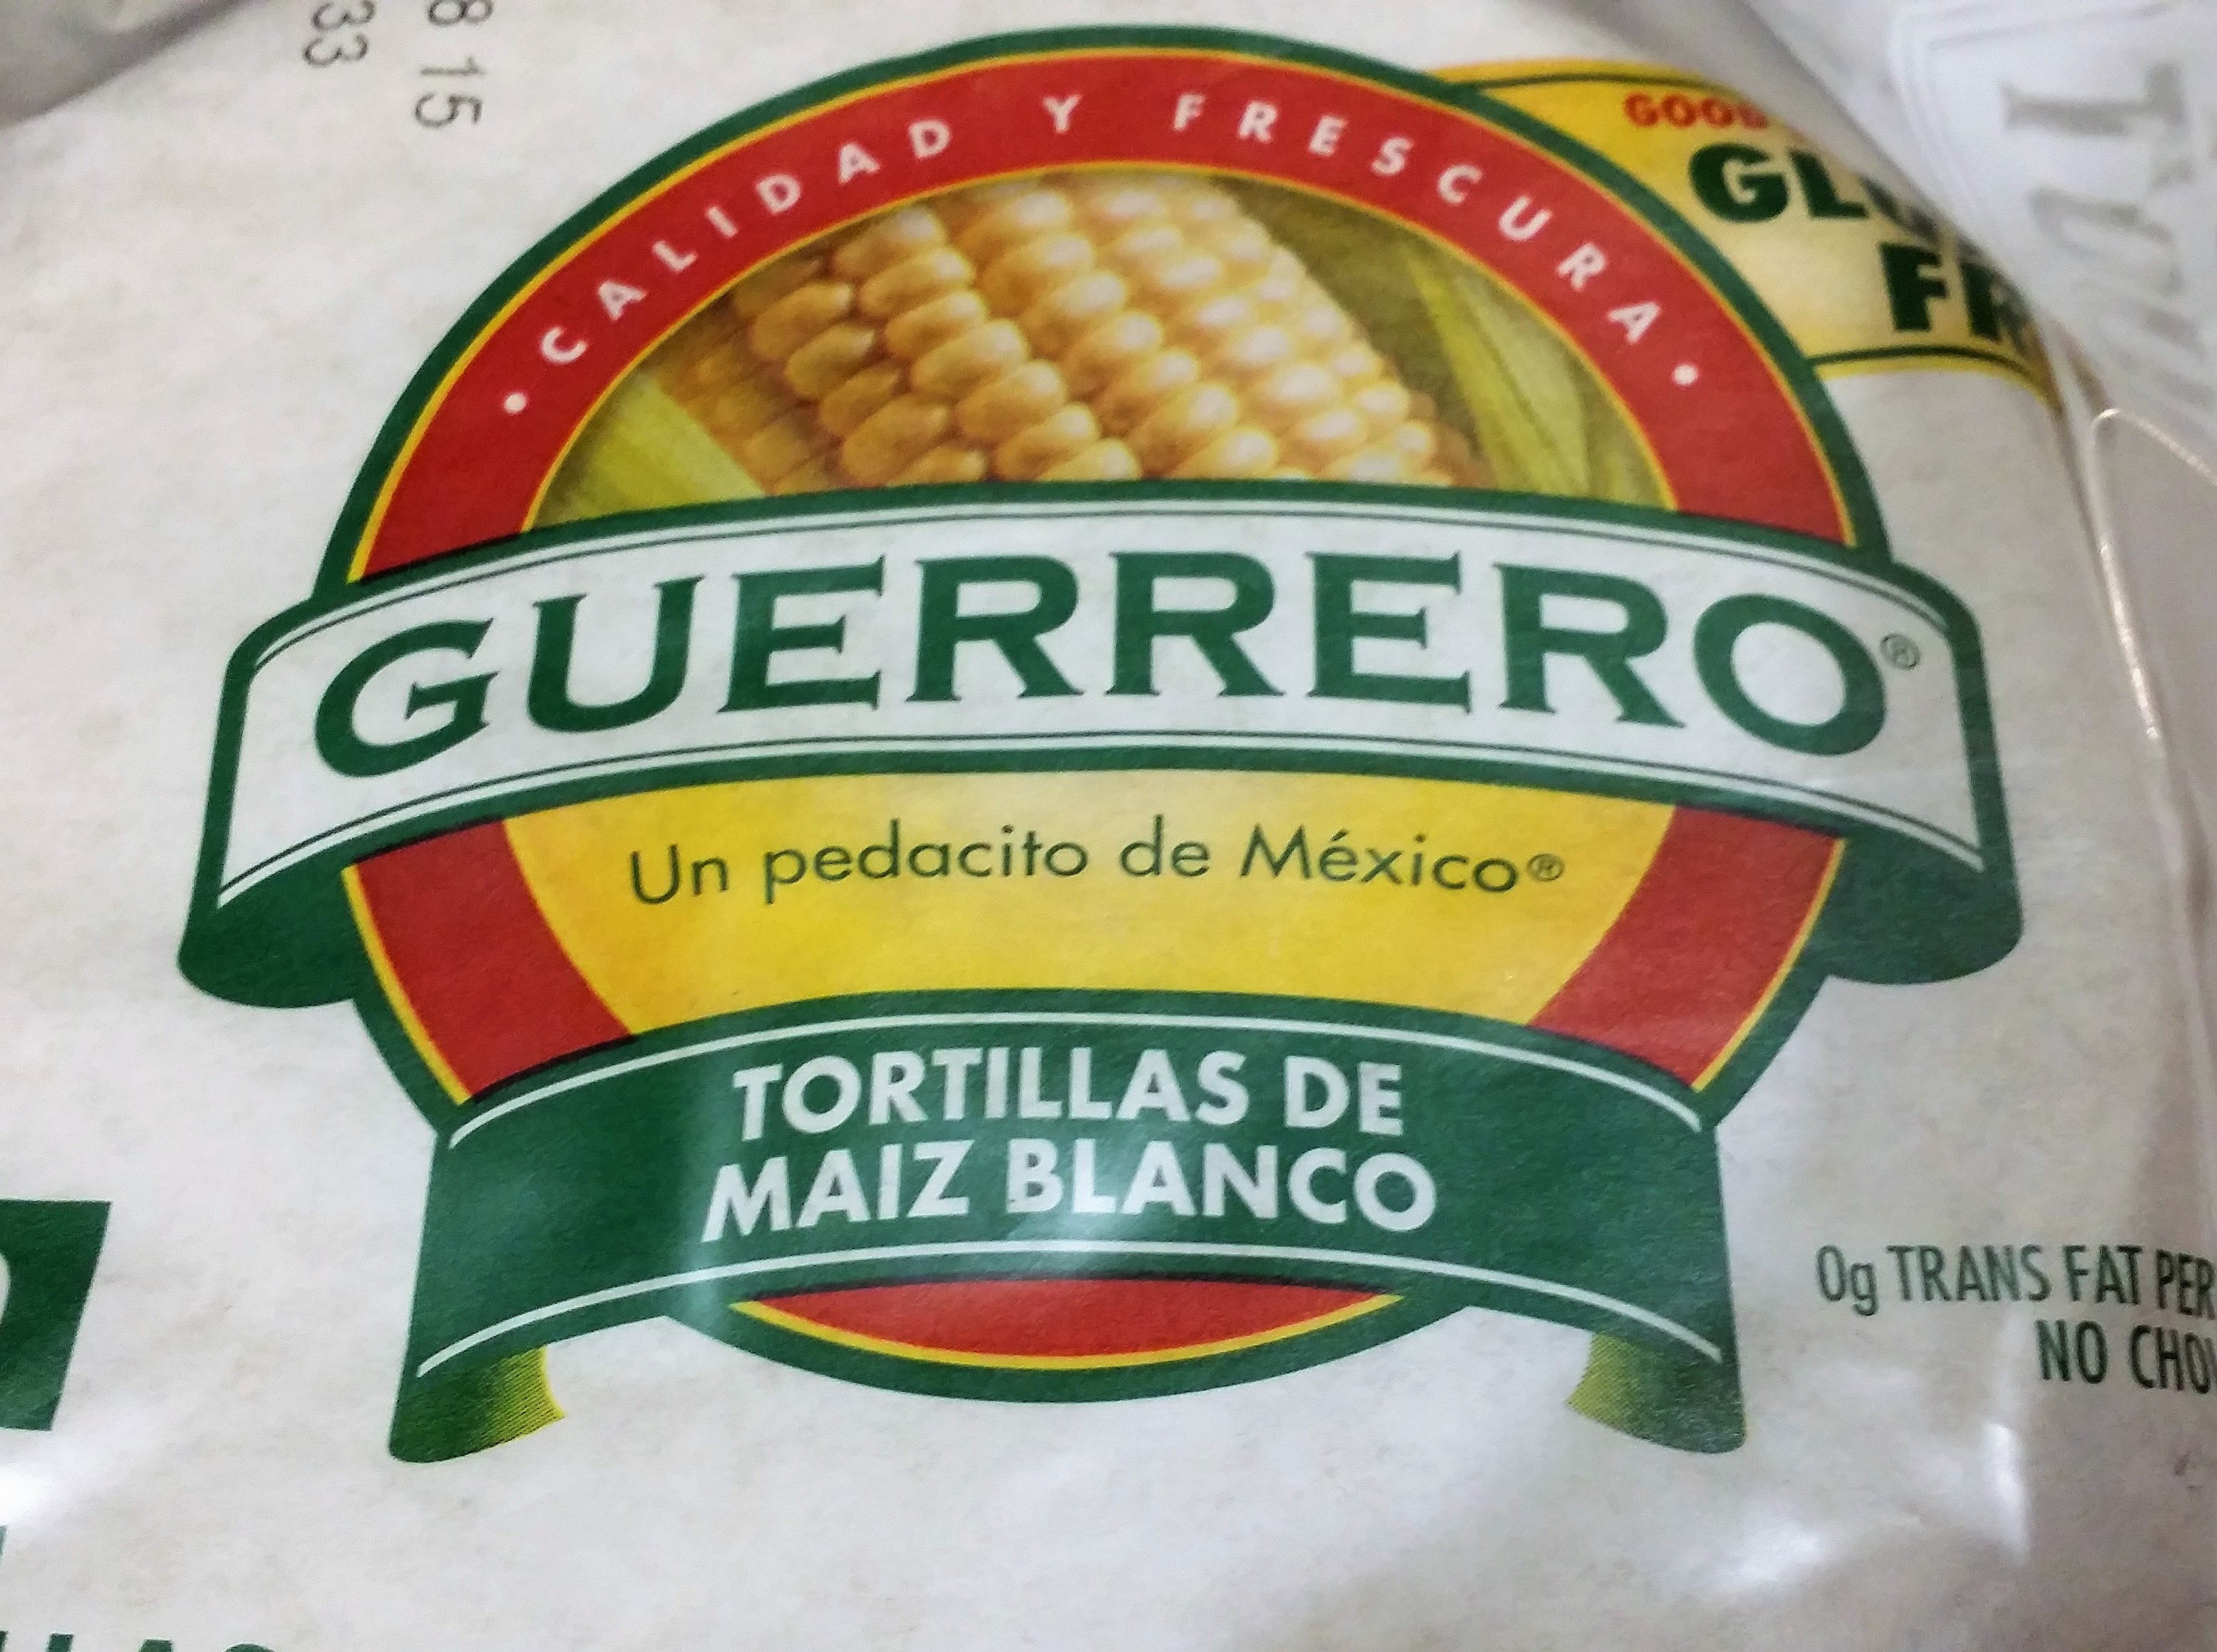 8 15
33
CALIDAD Y FRESCURA
GOOD
GUERRERO®
Un pedacito de México®
TORTILLAS DE
MAIZ BLANCO
0g TRANS FAT PER
NO